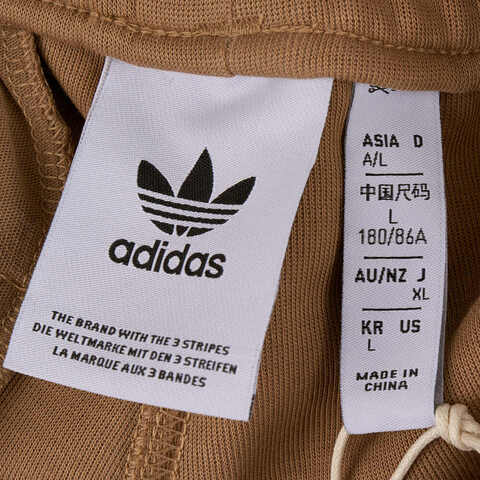 adidas
THE BRAND WITH THE 3 STRIPES
DIE WELTMARKE MIT DEN 3 STREIFEN
LA MARQUE AUX 3 BANDES
ASIA D
A/L
中国尺码
L
180/86A
AU/NZ J
XL
KR US
L
MADE IN
CHINA